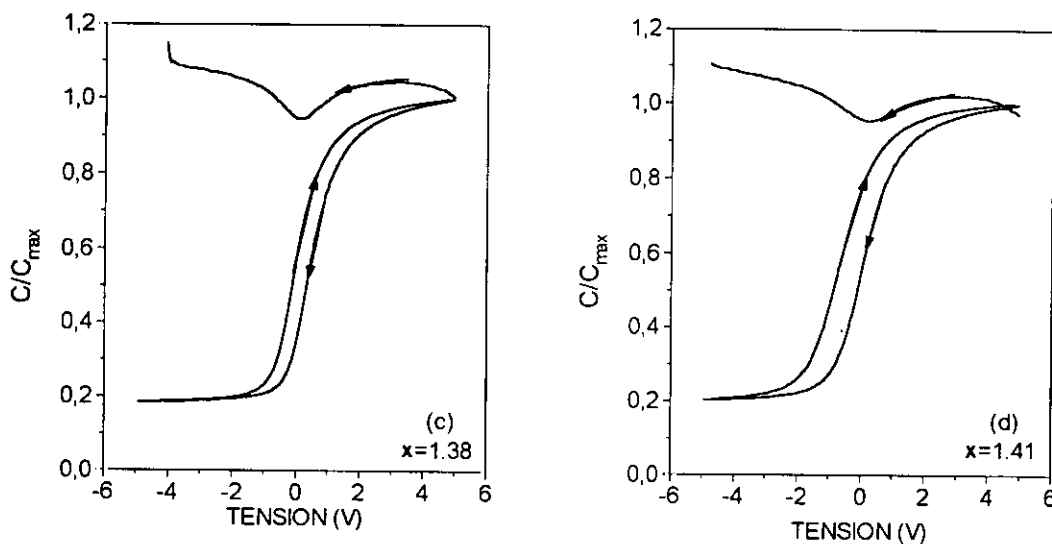 1,2
1,0
0,8
0,6
0,4
0,2
0,0
C/Cmax
-6 -4 -2 0 2 4 6
TENSION (V)
(c)
x=1.38
1,2
1,0
0,8
0,6
0,4
0,2
0,0
C/Cmax
-6 -4 -2 0 2 4 6
TENSION (V)
(d)
x=1.41